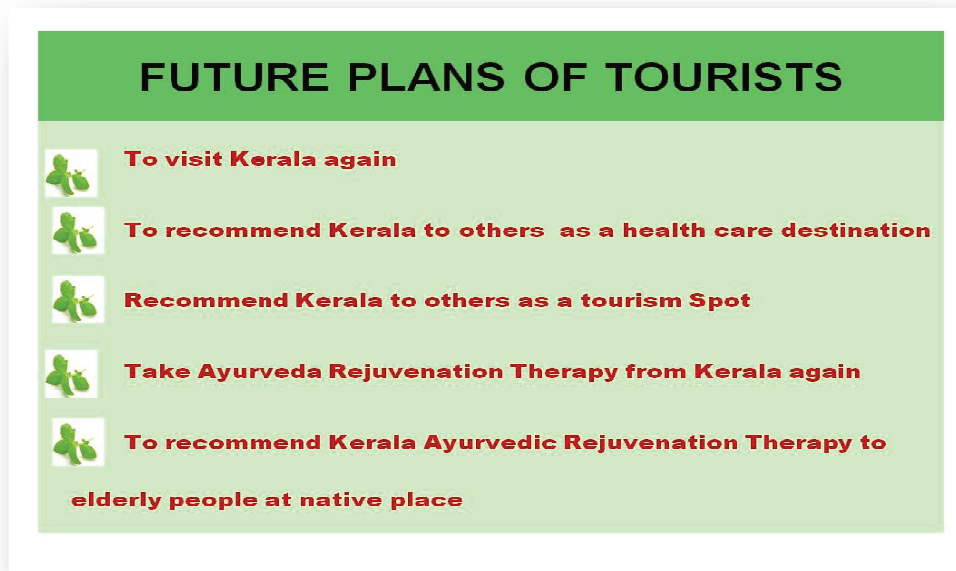 FUTURE PLANS OF TOURISTS
To visit Kerala again
To recommend Kerala to others as a health care destination
Recommend Kerala to others as a tourism Spot
Take Ayurveda Rejuvenation Therapy from Kerala again
To recommend Kerala Ayurvedic Rejuvenation Therapy to
elderly people at native place